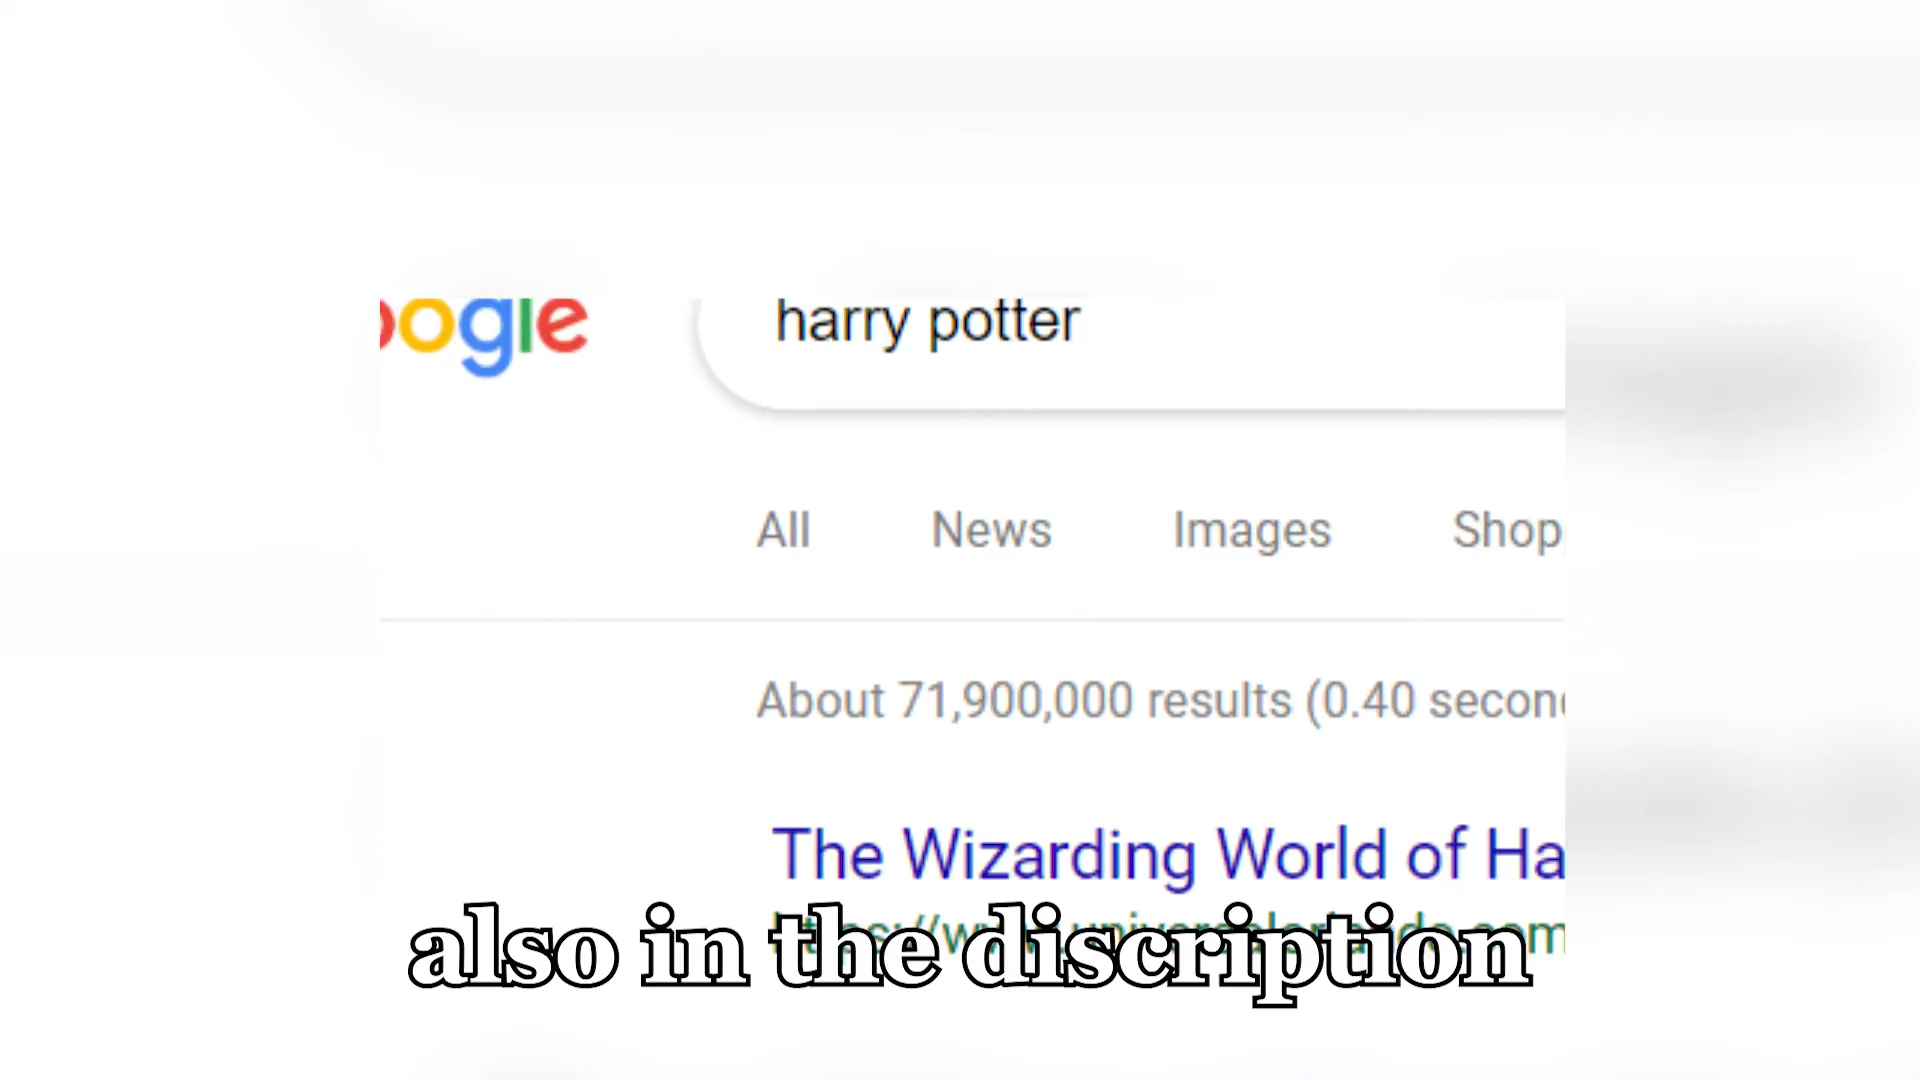 ogle harry potter
All News Images Shop
About 71,900,000 results (0.40 second
The Wizarding World of Ha
also in the discription